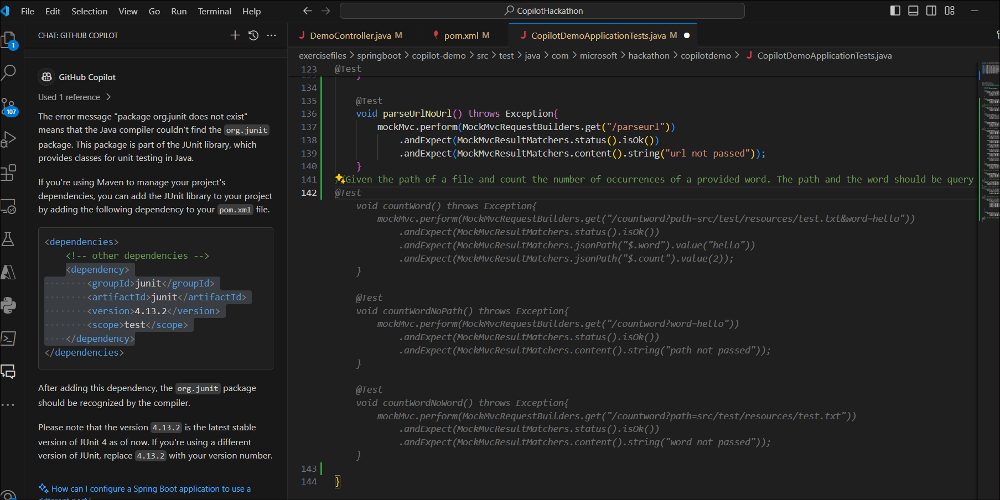 File Edit Selection View Go Run Terminal Help
CopilotHackathon
CHAT: GITHUB COPILOT
1
107
GitHub Copilot
Used 1 reference
The error message "package org.junit does not exist"
means that the Java compiler couldn't find the org.junit
package. This package is part of the JUnit library, which
provides classes for unit testing in Java.
If you're using Maven to manage your project's
dependencies, you can add the JUnit library to your project
by adding the following dependency to your pom.xml file.
<dependencies>
<!-- other dependencies -->
<dependency>
<groupId>junit</groupId>
<artifactId>junit</artifactId>
<version>4.13.2</version>
<scope>test</scope>
</dependency>
</dependencies>
After adding this dependency, the org.junit package
should be recognized by the compiler.
Please note that the version 4.13.2 is the latest stable
version of JUnit 4 as of now. If you're using a different
version of JUnit, replace 4.13.2 with your version number.
How can I configure a Spring Boot application to use a
DemoController.java M
pom.xml M
CopilotDemoApplicationTests.java M
exercisefiles > springboot > copilot-demo > src > test > java > com > microsoft > hackathon > copilotdemo > CopilotDemoApplicationTests.java
123 @Test
134
135 @Test
136 void parseUrlNoUrl() throws Exception{
137 mockMvc.perform(MockMvcRequestBuilders.get("/parseurl"))
138 .andExpect(MockMvcResultMatchers.status().isOk())
139 .andExpect(MockMvcResultMatchers.content().string("url not passed"));
140 }
141 /Given the path of a file and count the number of occurrences of a provided word. The path and the word should be query
142 @Test
void countWord() throws Exception{
mockMvc.perform(MockMvcRequestBuilders.get("/countword?path=src/test/resources/test.txt&word=hello"))
.andExpect(MockMvcResultMatchers.status().isOk())
.andExpect(MockMvcResultMatchers.jsonPath("$.word").value("hello"))
.andExpect(MockMvcResultMatchers.jsonPath("$.count").value(2));
}
@Test
void countWordNoPath() throws Exception{
mockMvc.perform(MockMvcRequestBuilders.get("/countword?word=hello"))
.andExpect(MockMvcResultMatchers.status().isOk())
.andExpect(MockMvcResultMatchers.content().string("path not passed"));
}
@Test
void countWordNoWord() throws Exception{
mockMvc.perform(MockMvcRequestBuilders.get("/countword?path=src/test/resources/test.txt"))
.andExpect(MockMvcResultMatchers.status().isOk())
.andExpect(MockMvcResultMatchers.content().string("word not passed"));
}
143
144 }